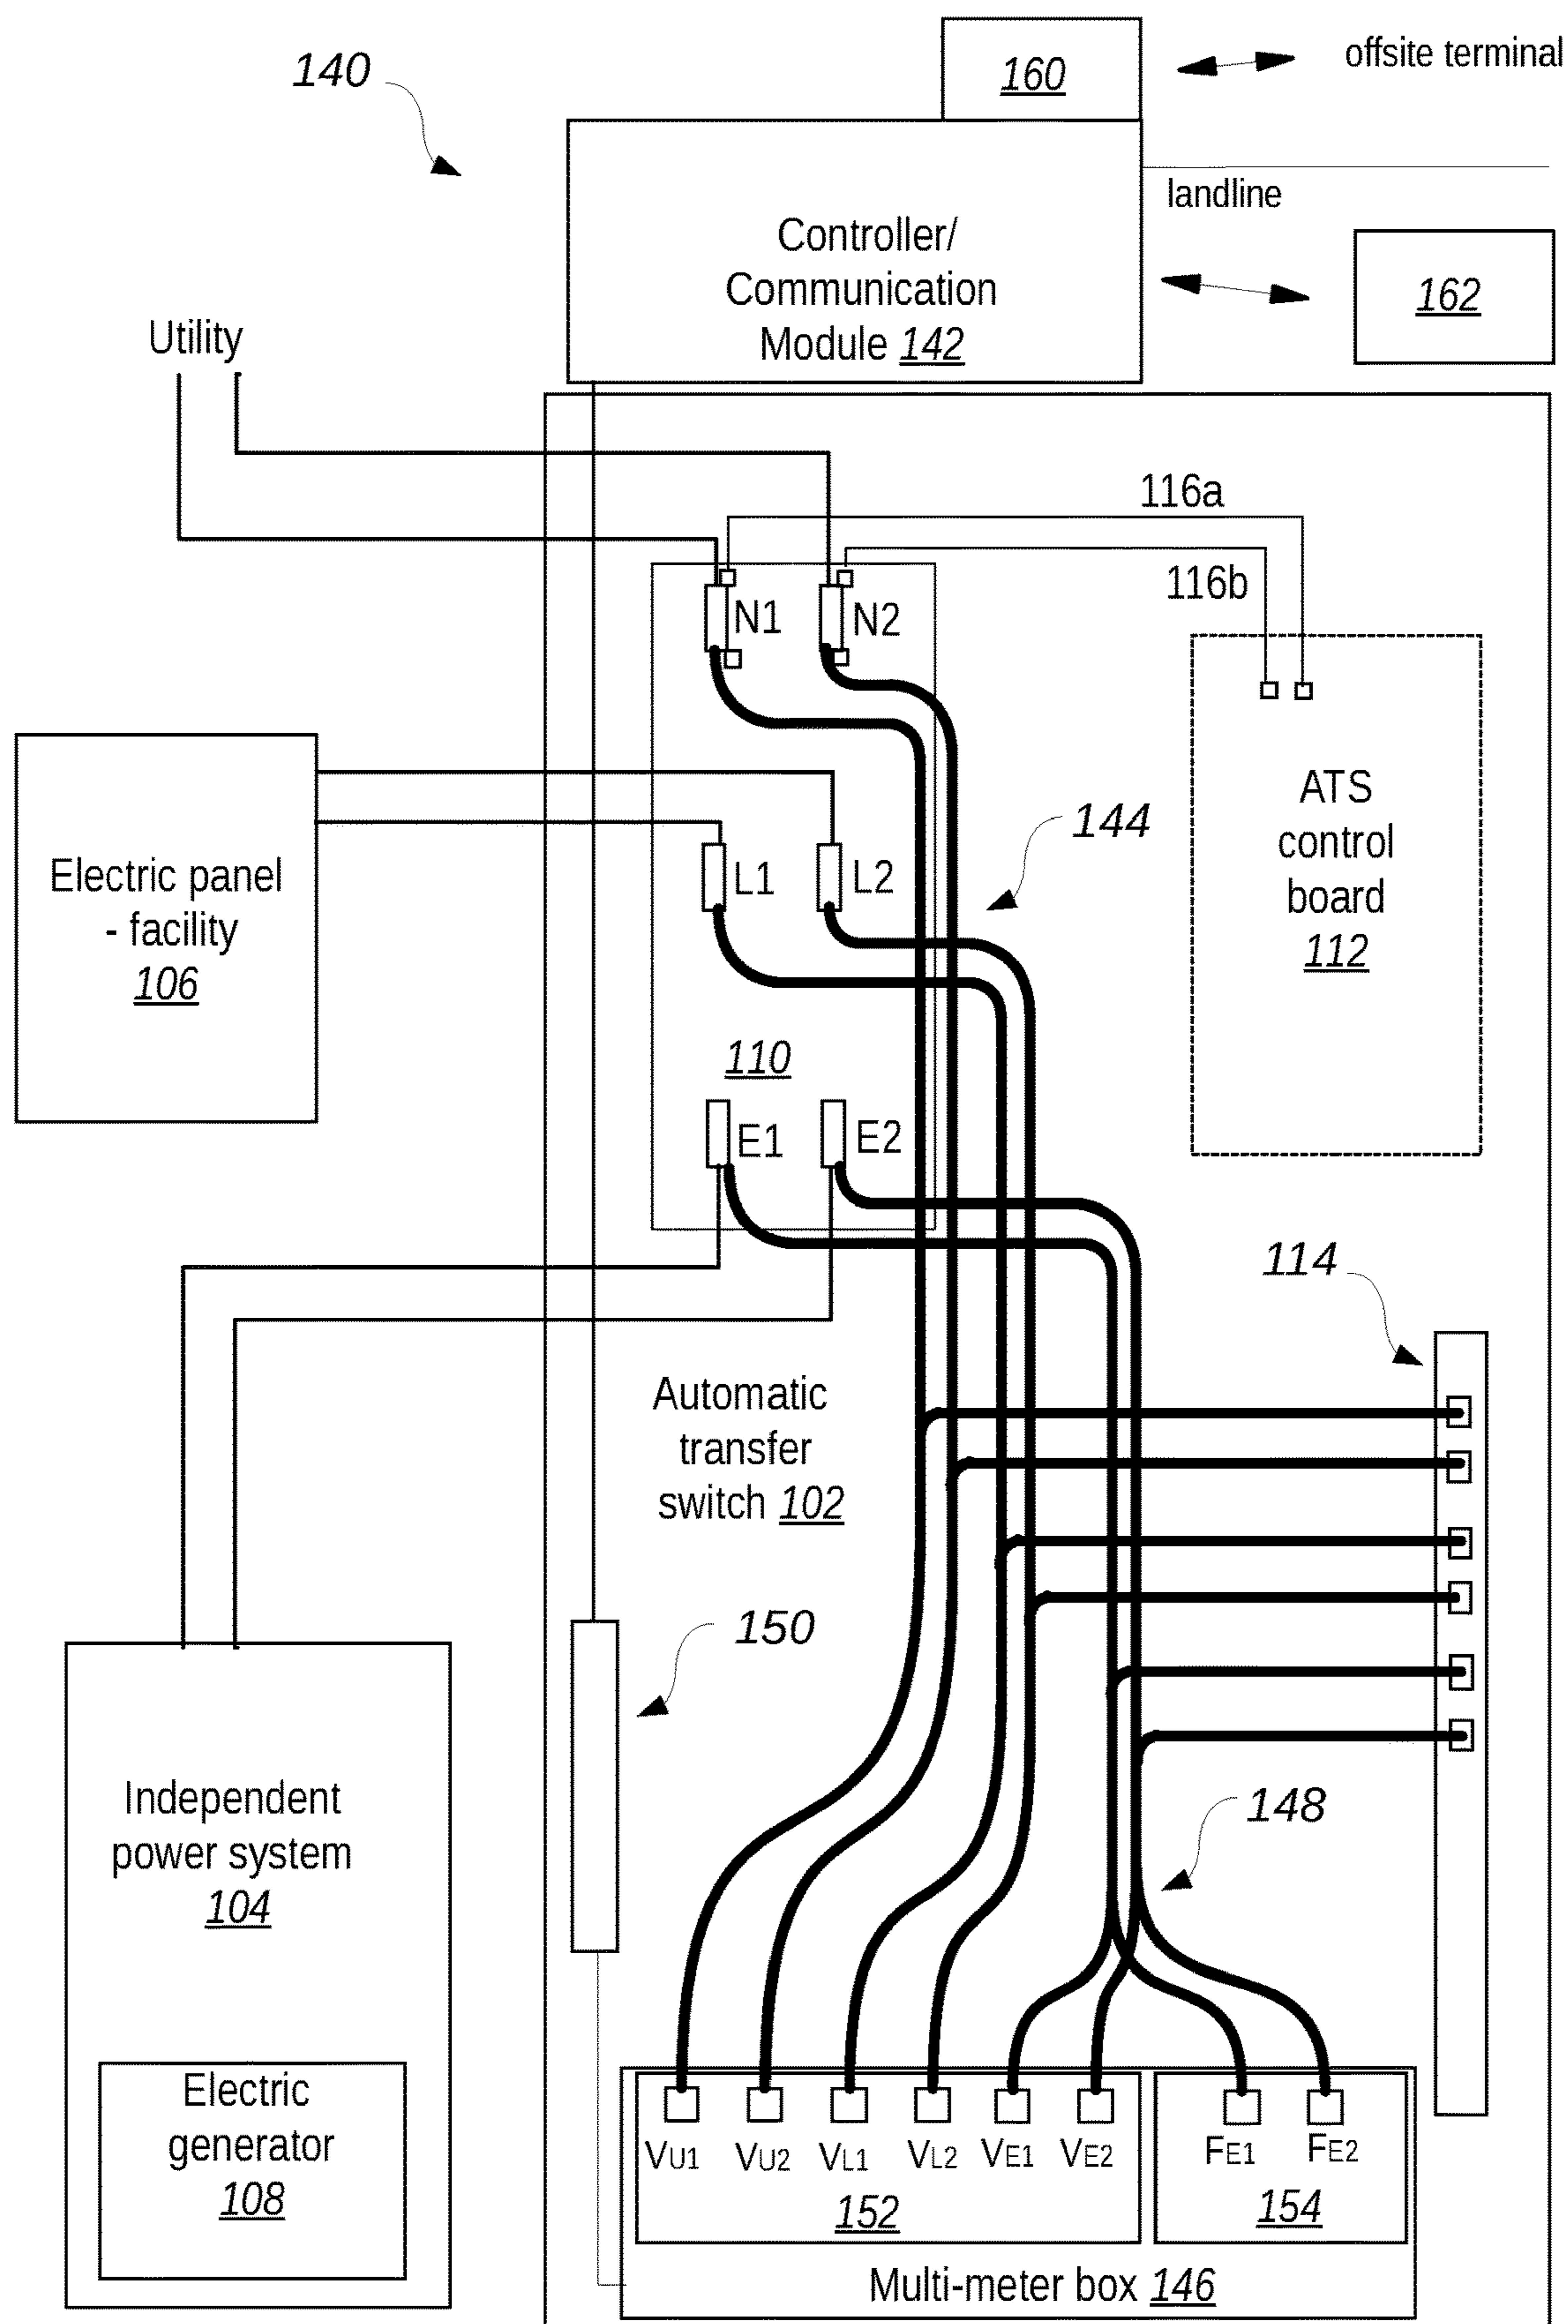 140
160
offsite terminal
landline
Controller/
Communication
Module 142
162
Utility
116a
116b
N1
N2
Electric panel
- facility
106
L1
L2
144
ATS
control
board
112
110
E1
E2
114
Automatic
transfer
switch 102
150
Independent
power system
104
148
Electric
generator
108
VU1
VU2
VL1
VL2
VE1
VE2
FE1
FE2
152
154
Multi-meter box 146